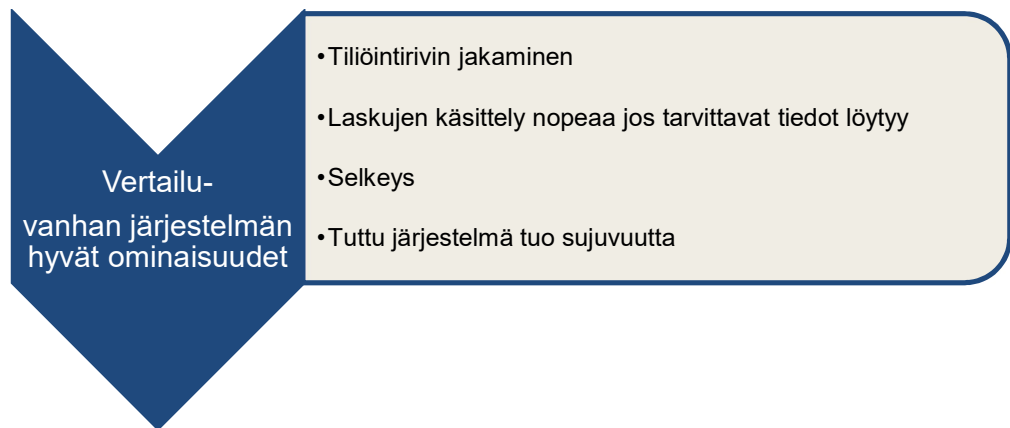 Vertailu-
vanhan järjestelmän
hyvät ominaisuudet
•Tiliöintirivin jakaminen
•Laskujen käsittely nopeaa jos tarvittavat tiedot löytyy
•Selkeys
•Tuttu järjestelmä tuo sujuvuutta